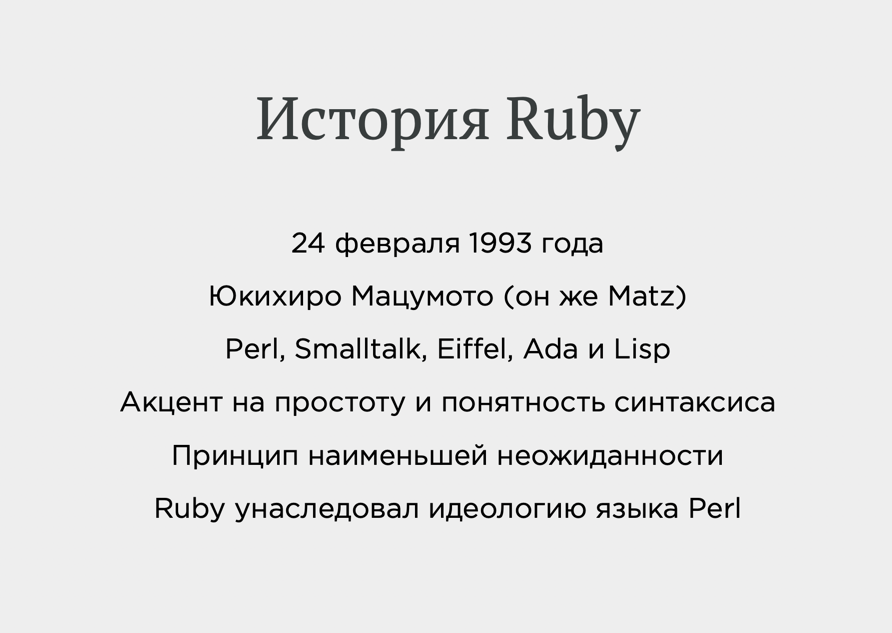 История Ruby
24 февраля 1993 года
Юкихиро Мацумото (он же Matz)
Perl, Smalltalk, Eiffel, Ada и Lisp
Акцент на простоту и понятность синтаксиса
Принцип наименьшей неожиданности
Ruby унаследовал идеологию языка Perl